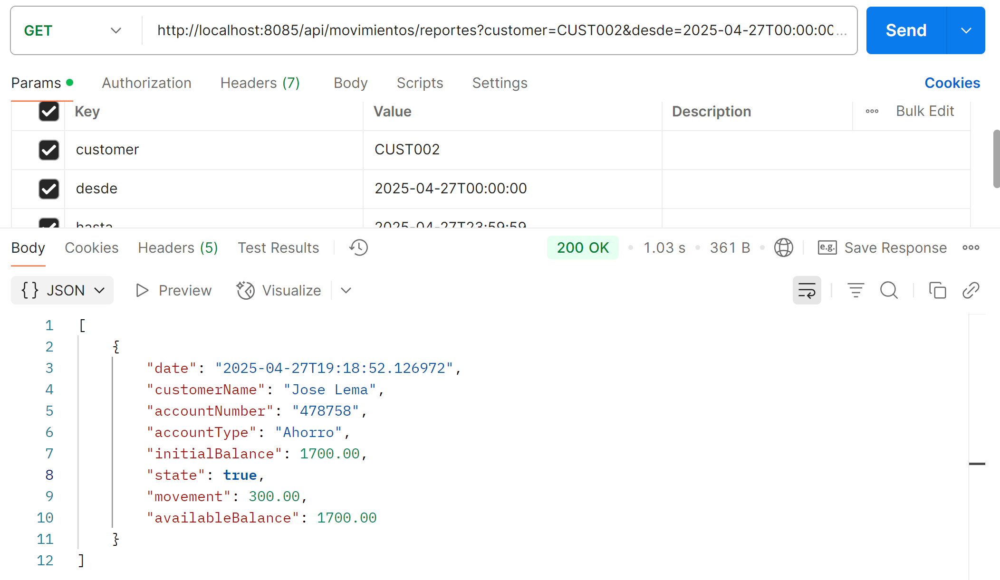 GET http://localhost:8085/api/movimientos/reportes?customer=CUST002&desde=2025-04-27T00:00:00 ... Send
Params Authorization Headers (7) Body Scripts Settings Cookies
Key Value Description Bulk Edit
customer CUST002
desde 2025-04-27T00:00:00
hasta 2025-04-27T23:59:59
Body Cookies Headers (5) Test Results 200 OK 1.03 s 361 B e.g. Save Response
{} JSON Preview Visualize
1 [
2 {
3 "date": "2025-04-27T19:18:52.126972",
4 "customerName": "Jose Lema",
5 "accountNumber": "478758",
6 "accountType": "Ahorro",
7 "initialBalance": 1700.00,
8 "state": true,
9 "movement": 300.00,
10 "availableBalance": 1700.00
11 }
12 ]